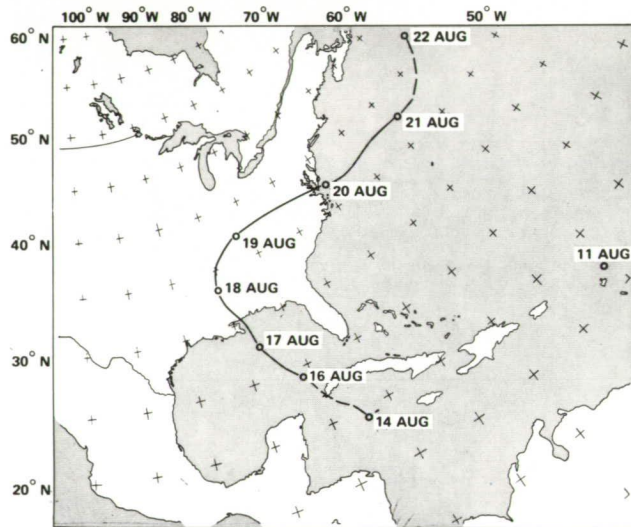 100° W 90° W 80° W 70° W 60° W 50° W
60° N
22 AUG
21 AUG
50° N
20 AUG
19 AUG
40° N
11 AUG
18 AUG
17 AUG
30° N
16 AUG
14 AUG
20° N